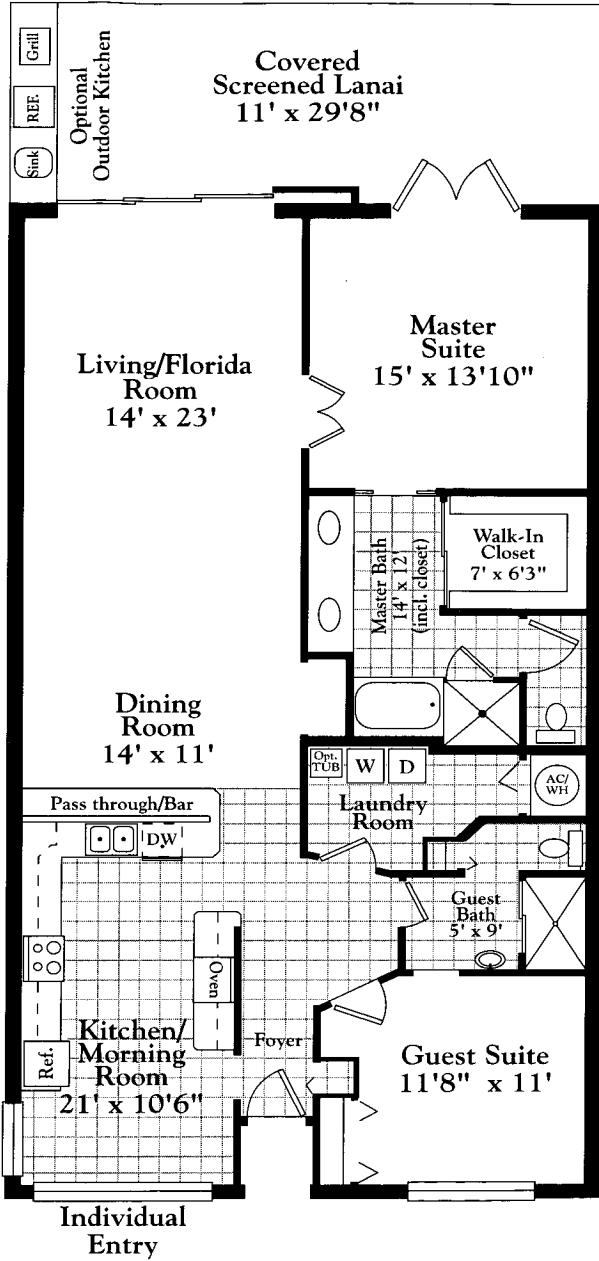 Grill
REF.
Sink
Optional
Outdoor Kitchen
Covered
Screened Lanai
11' x 29'8"
Living/Florida
Room
14' x 23'
Master
Suite
15' x 13'10"
Master Bath
14' x 12'
(incl. closet)
Walk-In
Closet
7' x 6'3"
Dining
Room
14' x 11'
Opt.
TUB
W
D
AC/
WH
Laundry
Room
Pass through/Bar
DW
Guest
Bath
5' x 9'
Oven
Ref.
Kitchen/
Morning
Room
21' x 10'6"
Foyer
Guest Suite
11'8" x 11'
Individual
Entry